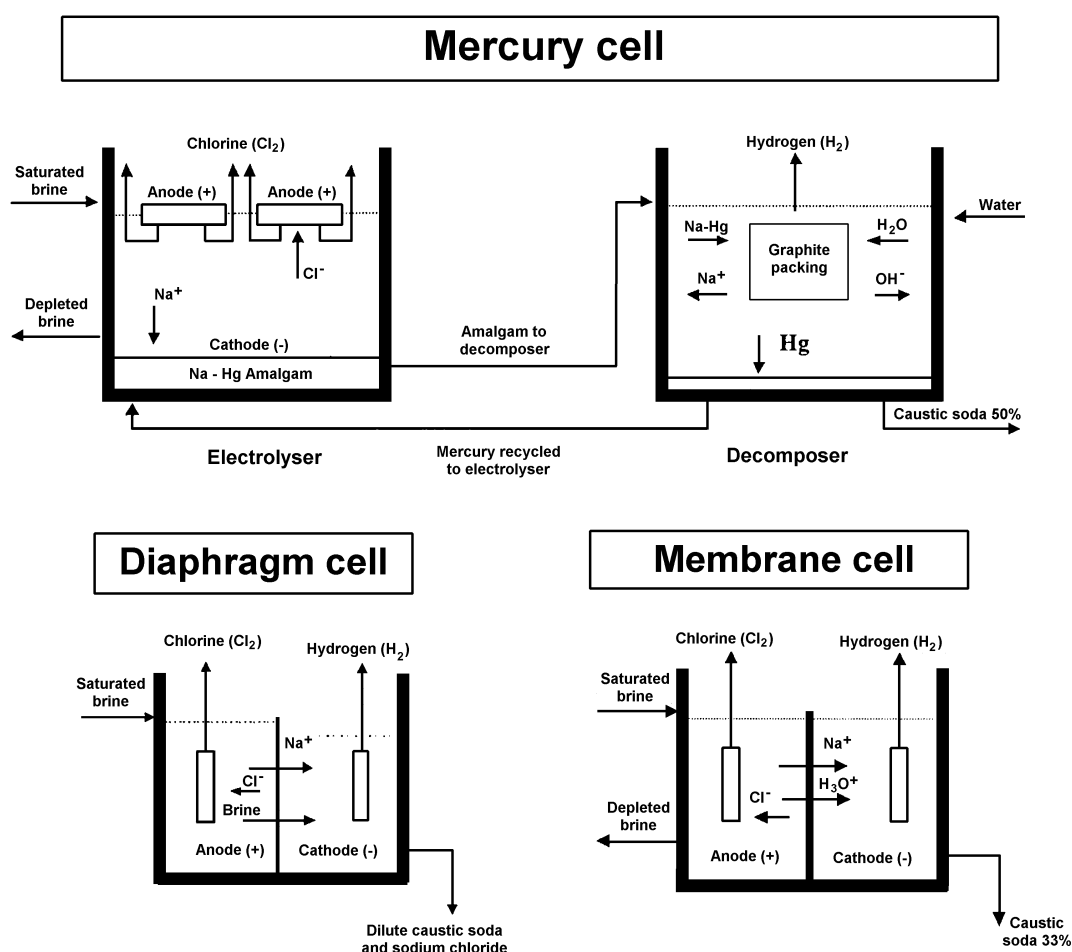 Mercury cell
Chlorine (Cl2)
Saturated
brine
Anode (+)
Anode (+)
Cl-
Na+
Depleted
brine
Cathode (-)
Na - Hg Amalgam
Electrolyser
Amalgam to
decomposer
Mercury recycled
to electrolyser
Hydrogen (H2)
Water
Na-Hg
H2O
Graphite
packing
Na+
OH-
Hg
Caustic soda 50%
Decomposer
Diaphragm cell
Chlorine (Cl2)
Hydrogen (H2)
Saturated
brine
Na+
Cl-
Brine
Anode (+)
Cathode (-)
Dilute caustic soda
and sodium chloride
Membrane cell
Chlorine (Cl2)
Hydrogen (H2)
Saturated
brine
Na+
H3O+
Cl-
Depleted
brine
Anode (+)
Cathode (-)
Caustic
soda 33%